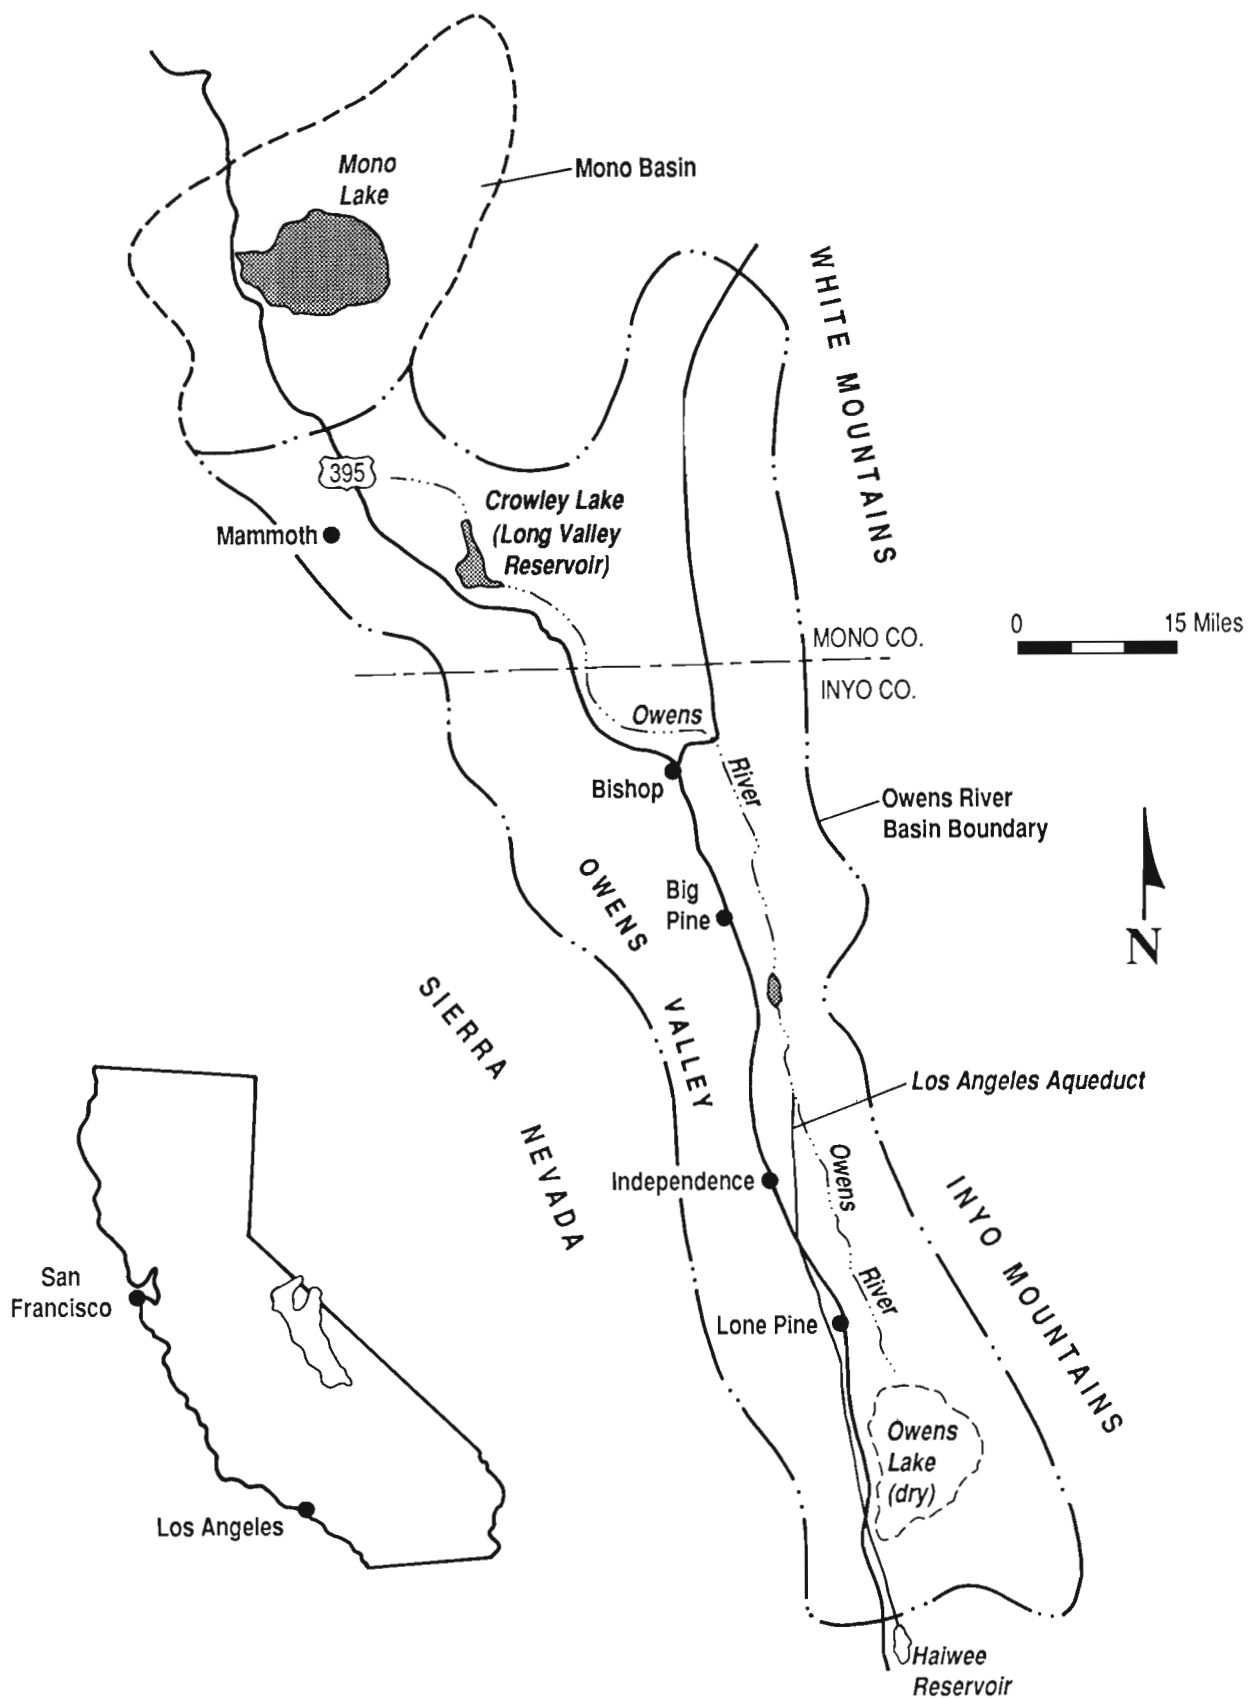 Mono
Lake
Mono Basin
WHITE MOUNTAINS
395
Crowley Lake
(Long Valley
Reservoir)
Mammoth
0 15 Miles
MONO CO.
INYO CO.
Owens
River
Bishop
Owens River
Basin Boundary
OWENS
VALLEY
Big
Pine
N
SIERRA
NEVADA
Los Angeles Aqueduct
Owens
River
Independence
INYO MOUNTAINS
San
Francisco
Lone Pine
Owens
Lake
(dry)
Los Angeles
Haiwee
Reservoir